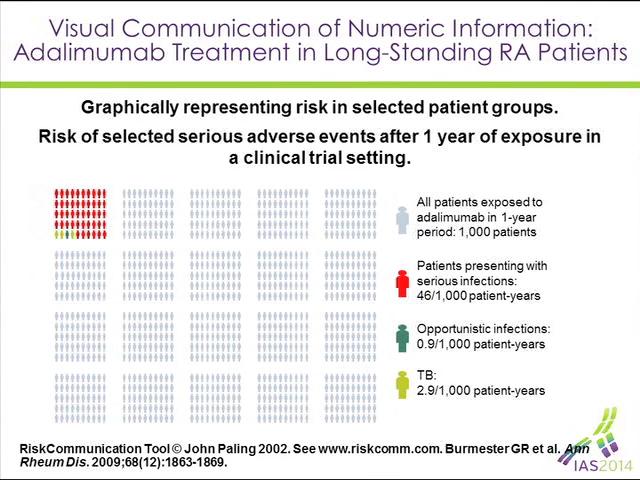 Visual Communication of Numeric Information:
Adalimumab Treatment in Long-Standing RA Patients
Graphically representing risk in selected patient groups.
Risk of selected serious adverse events after 1 year of exposure in
a clinical trial setting.
All patients exposed to
adalimumab in 1-year
period: 1,000 patients
Patients presenting with
serious infections:
46/1,000 patient-years
Opportunistic infections:
0.9/1,000 patient-years
TB:
2.9/1,000 patient-years
RiskCommunication Tool © John Paling 2002. See www.riskcomm.com. Burmester GR et al. Ann
Rheum Dis. 2009;68(12):1863-1869.
IAS2014